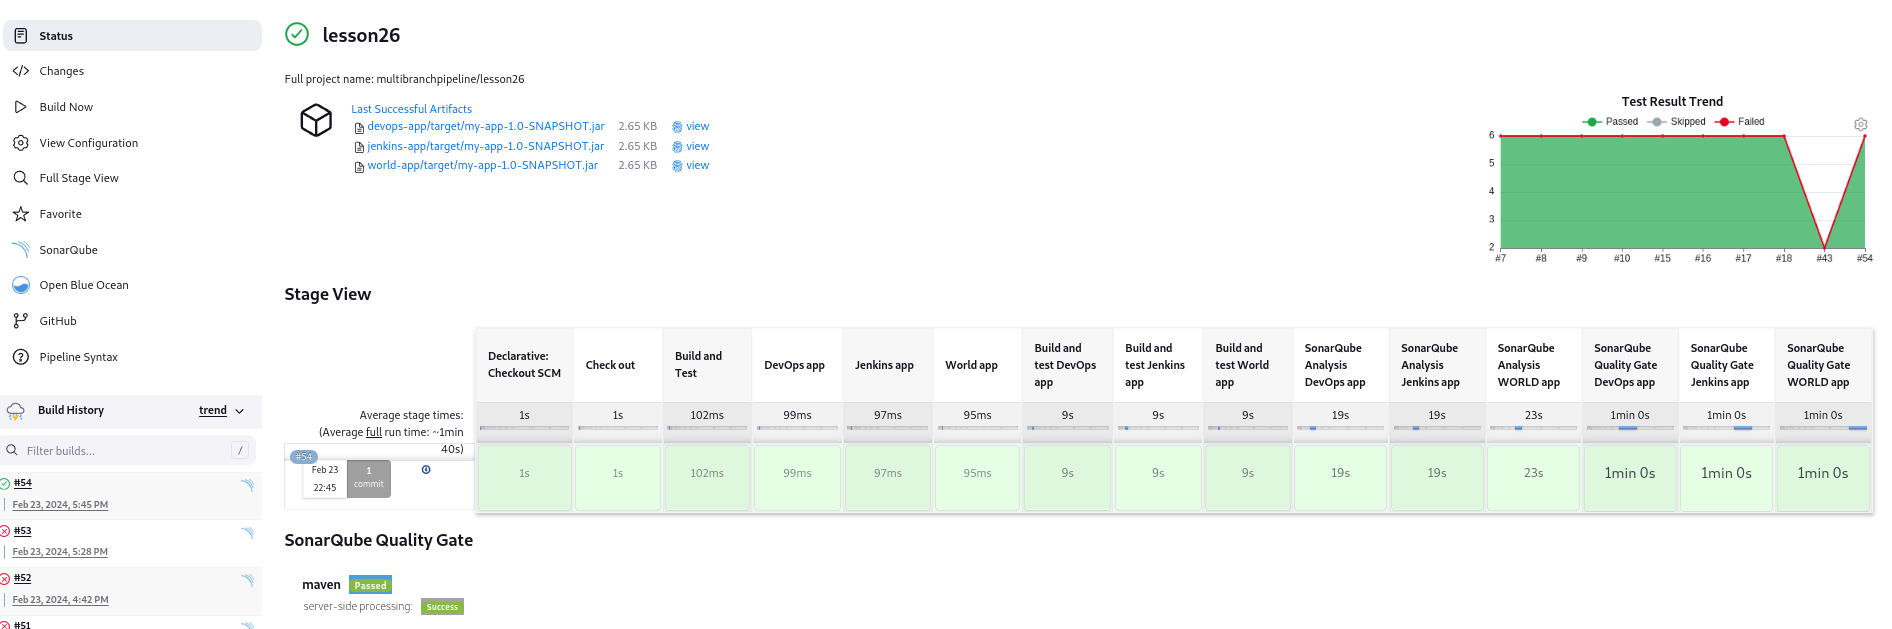 Status
Changes
Build Now
View Configuration
Full Stage View
Favorite
SonarQube
Open Blue Ocean
GitHub
Pipeline Syntax
Build History
trend
Filter builds...
/
#54
Feb 23, 2024, 5:45 PM
#53
Feb 23, 2024, 5:28 PM
#52
Feb 23, 2024, 4:42 PM
#51
lesson26
Full project name: multibranchpipeline/lesson26
Last Successful Artifacts
devops-app/target/my-app-1.0-SNAPSHOT.jar 2.65 KB view
jenkins-app/target/my-app-1.0-SNAPSHOT.jar 2.65 KB view
world-app/target/my-app-1.0-SNAPSHOT.jar 2.65 KB view
Test Result Trend
Passed Skipped Failed
6
5
4
3
2
#7 #8 #9 #10 #15 #16 #17 #18 #43 #54
Stage View
Declarative:
Checkout SCM
Check out
Build and
Test
DevOps app
Jenkins app
World app
Build and
test DevOps
app
Build and
test Jenkins
app
Build and
test World
app
SonarQube
Analysis
DevOps app
SonarQube
Analysis
Jenkins app
SonarQube
Analysis
WORLD app
SonarQube
Quality Gate
DevOps app
SonarQube
Quality Gate
Jenkins app
SonarQube
Quality Gate
WORLD app
Average stage times:
(Average full run time: ~1min
40s)
1s 1s 102ms 99ms 97ms 95ms 9s 9s 9s 19s 19s 23s 1min 0s 1min 0s 1min 0s
#54
Feb 23
22:45
1
commit
1s 1s 102ms 99ms 97ms 95ms 9s 9s 9s 19s 19s 23s 1min 0s 1min 0s 1min 0s
SonarQube Quality Gate
maven Passed
server-side processing: Success